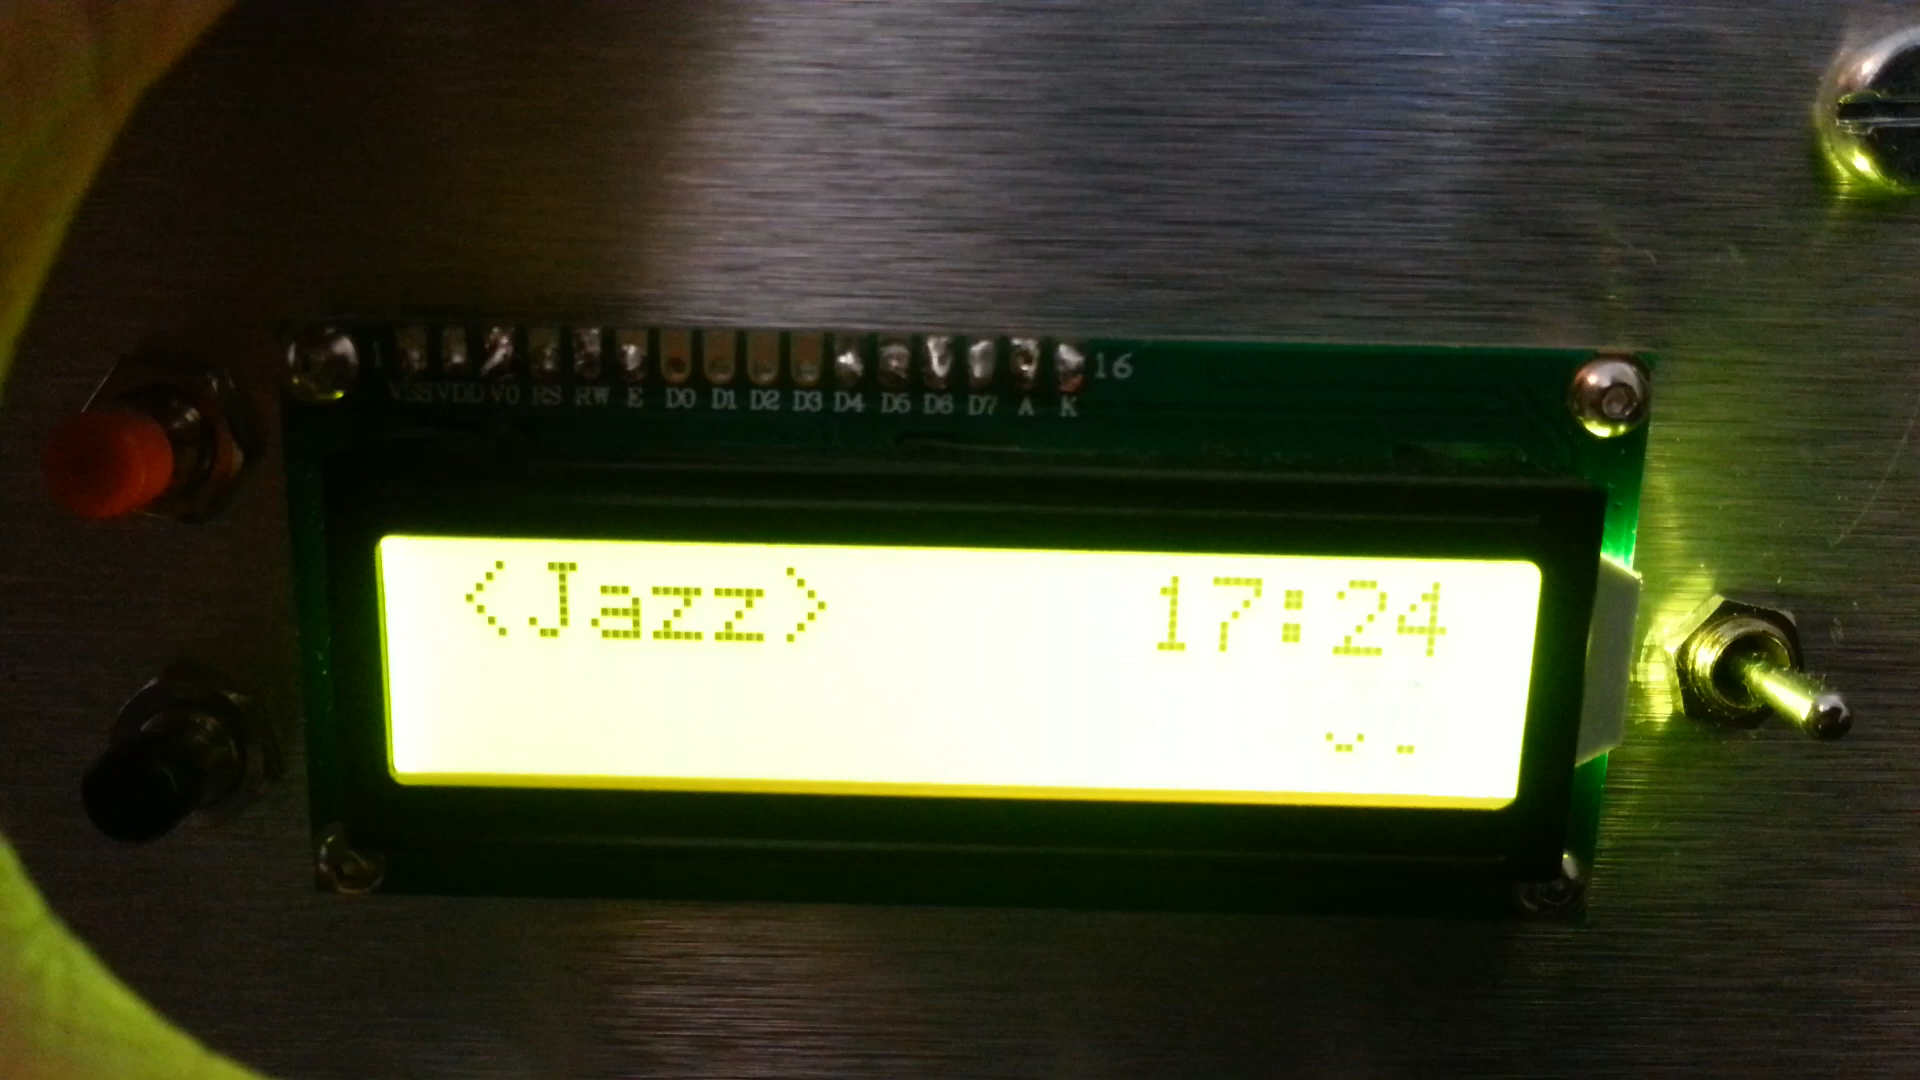 1 16
VSS VDD V0 RS RW E D0 D1 D2 D3 D4 D5 D6 D7 A K
<Jazz> 17:24